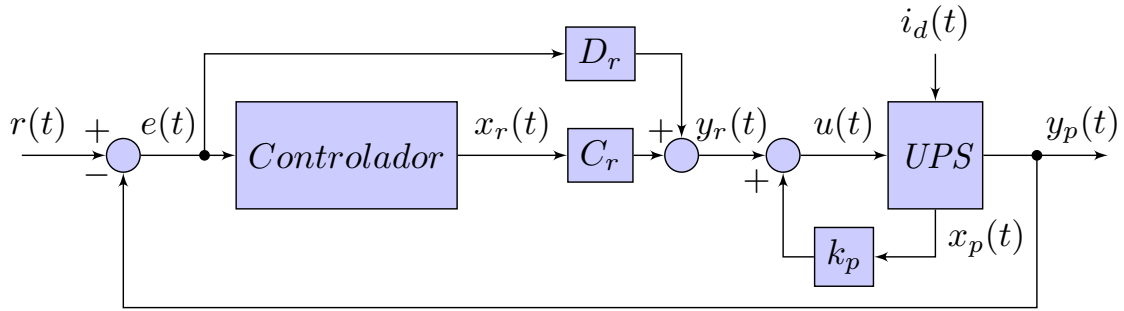 i_d(t)
D_r
r(t)
+
−
e(t)
Controlador
x_r(t)
C_r
+
y_r(t)
+
u(t)
UPS
y_p(t)
k_p
x_p(t)